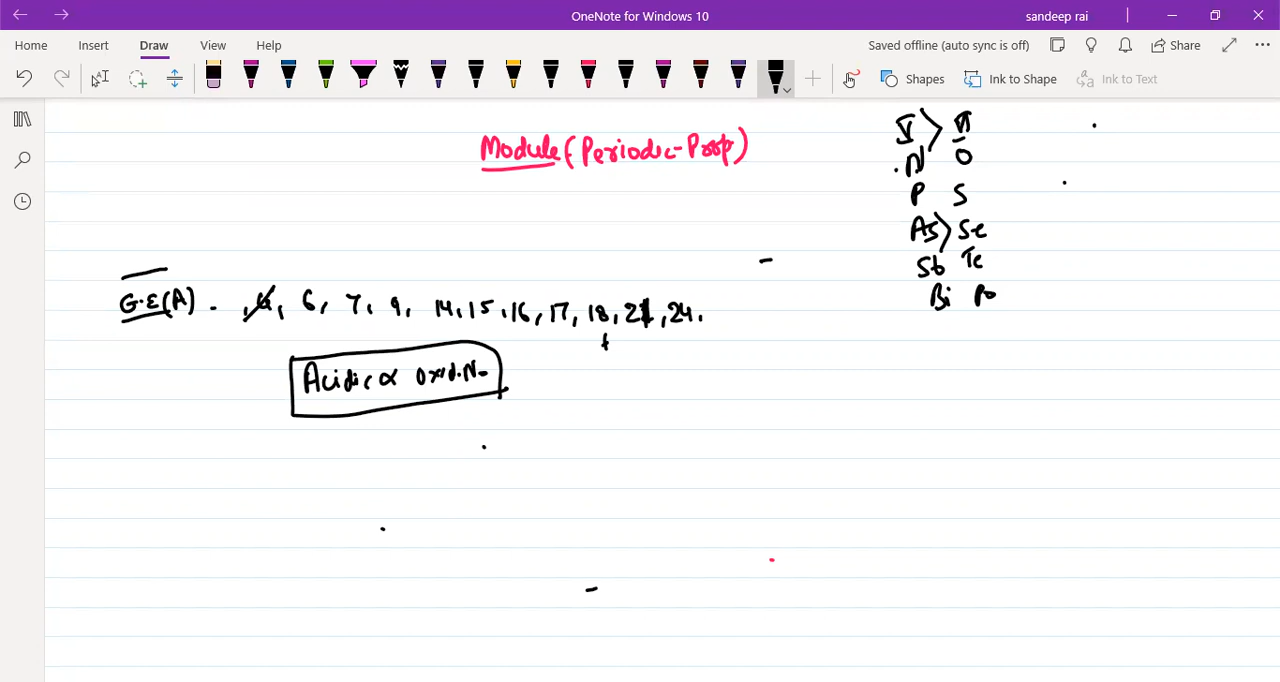 OneNote for Windows 10
sandeep rai
Home Insert Draw View Help
Saved offline (auto sync is off)
Share
Shapes
Ink to Shape
Ink to Text
Module (Periodic-Prop)
V > VI
N O
P S
As > Se
Sb Te
Bi Po
G.E(A) - , 6, 7, 9, 14, 15, 16, 17, 18, 21, 24.
Acidic ∝ Oxid.No